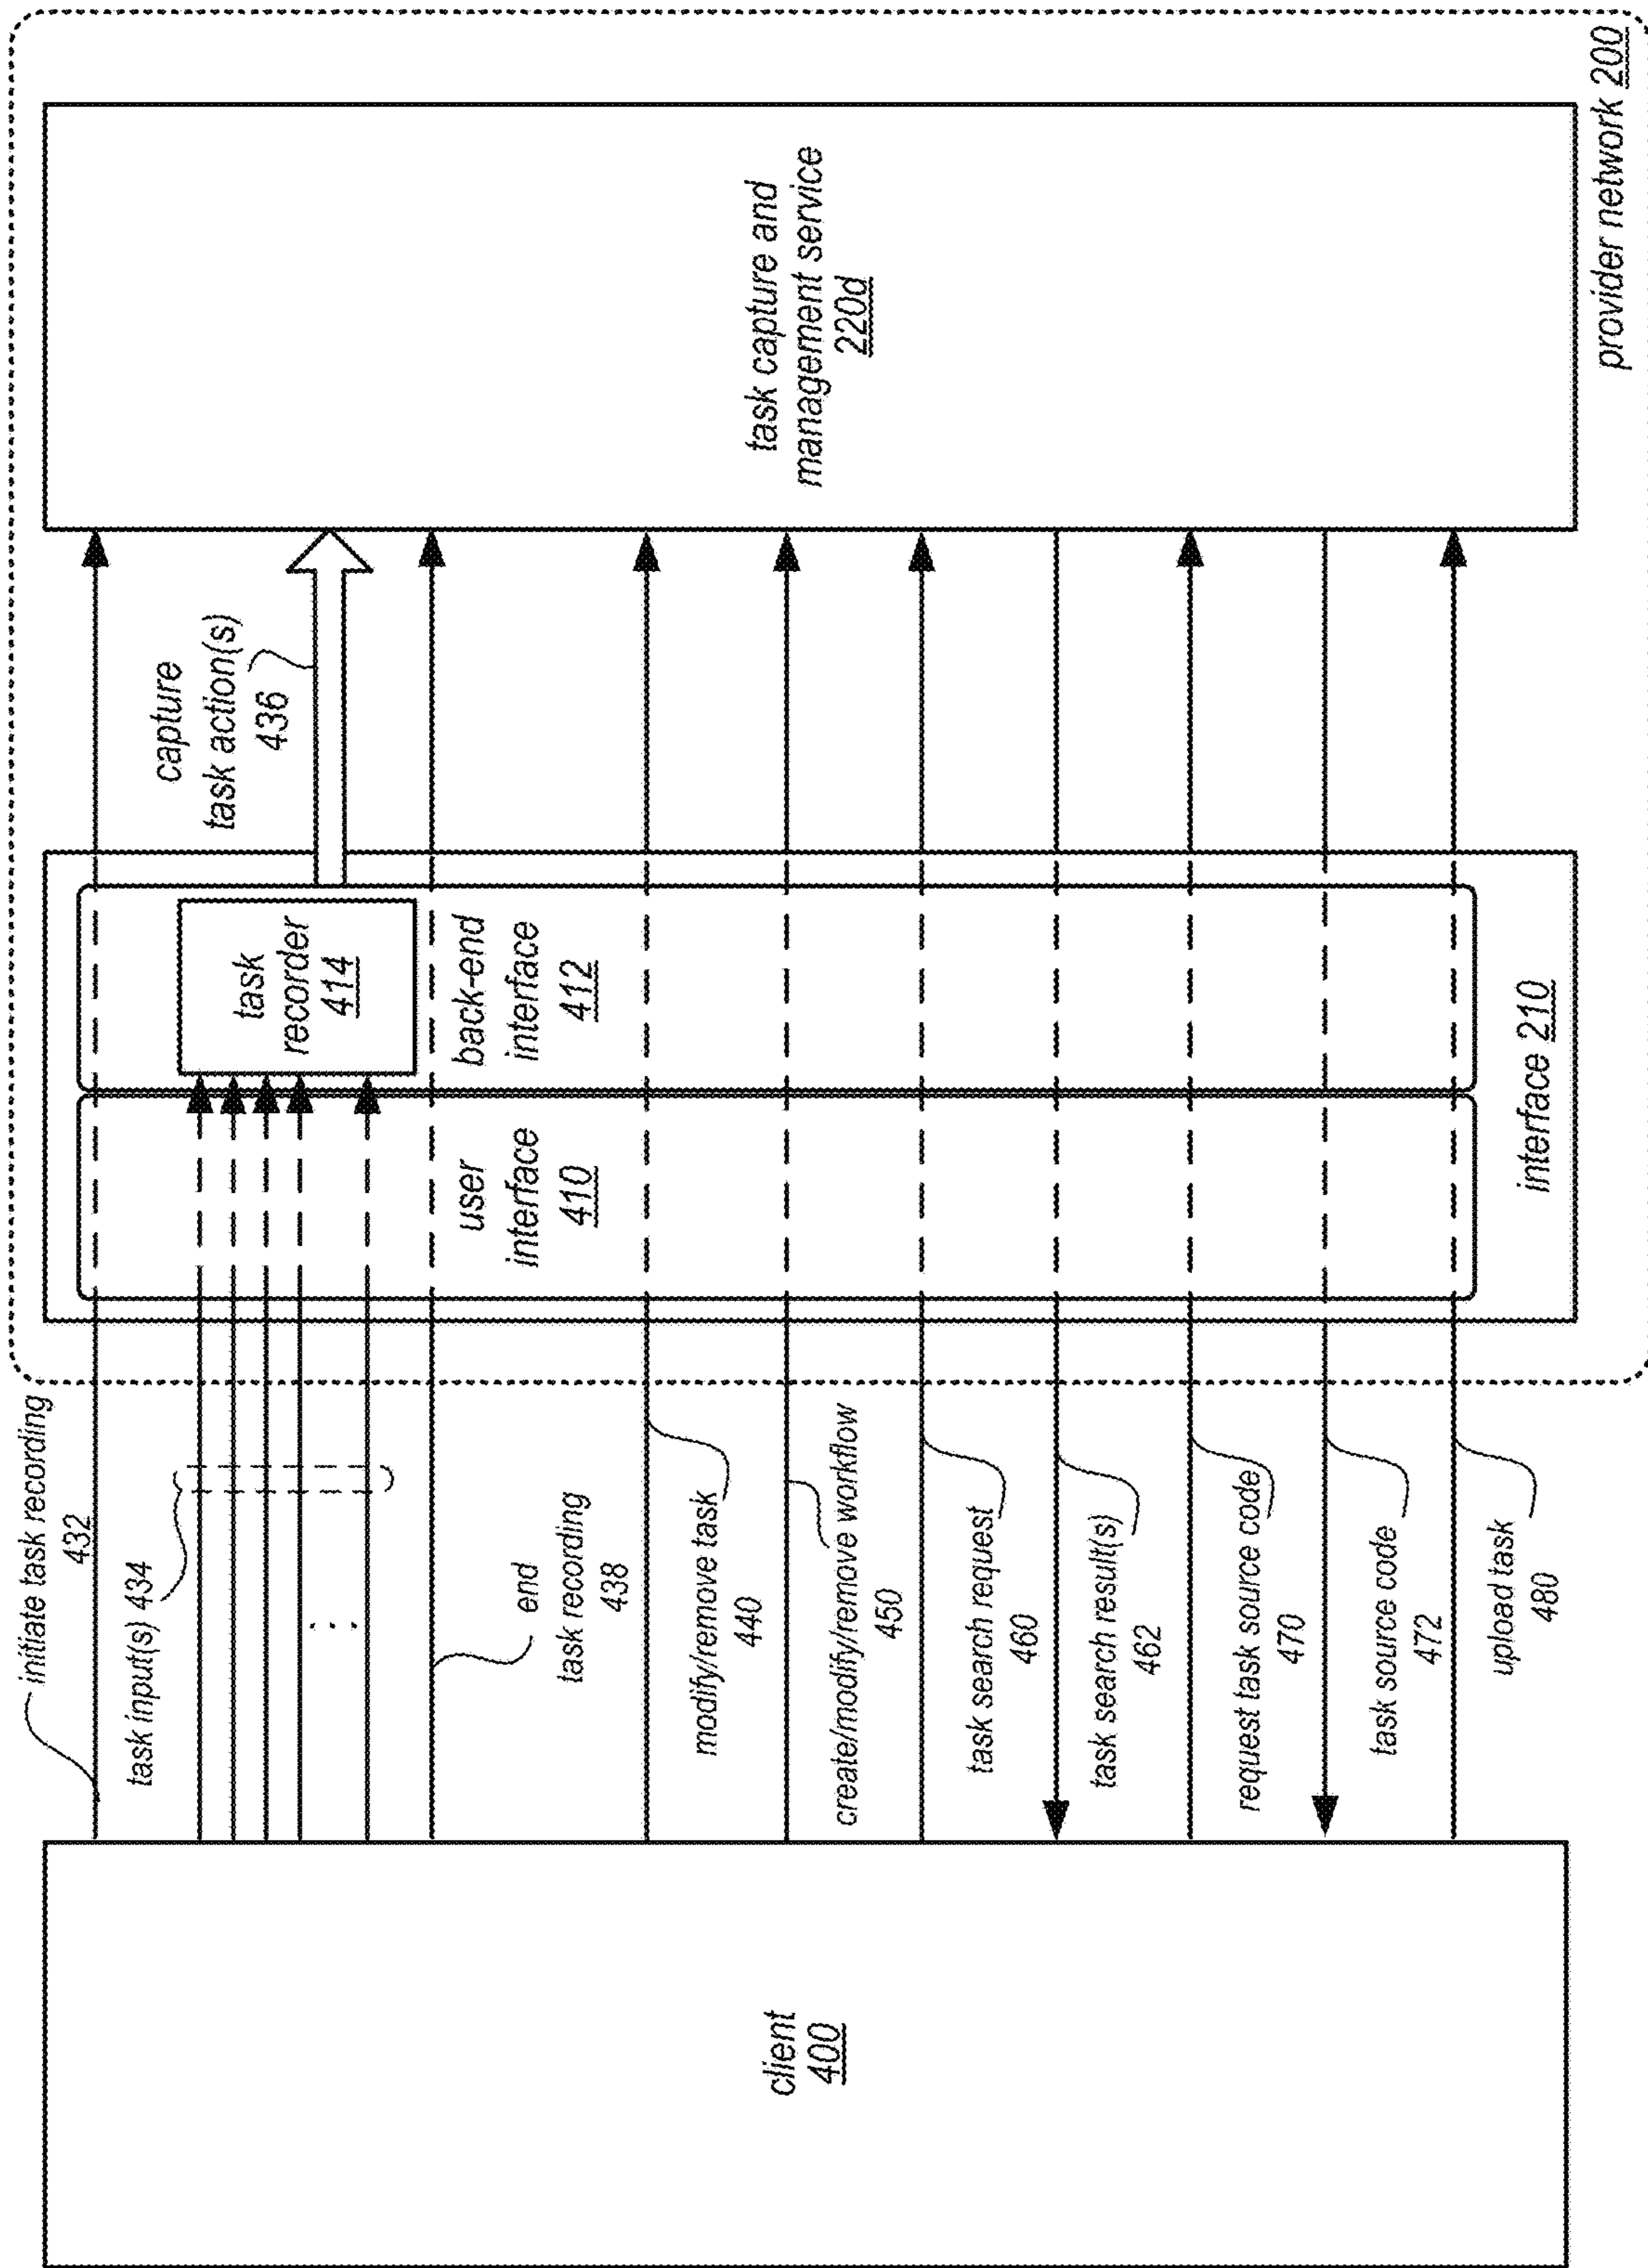 client
400
initiate task recording
432
task input(s) 434
. . .
end
task recording
438
modify/remove task
440
create/modify/remove workflow
450
task search request
460
task search result(s)
462
request task source code
470
task source code
472
upload task
480
user
interface
410
task
recorder
414
back-end
interface
412
interface 210
capture
task action(s)
436
task capture and
management service
220d
provider network 200